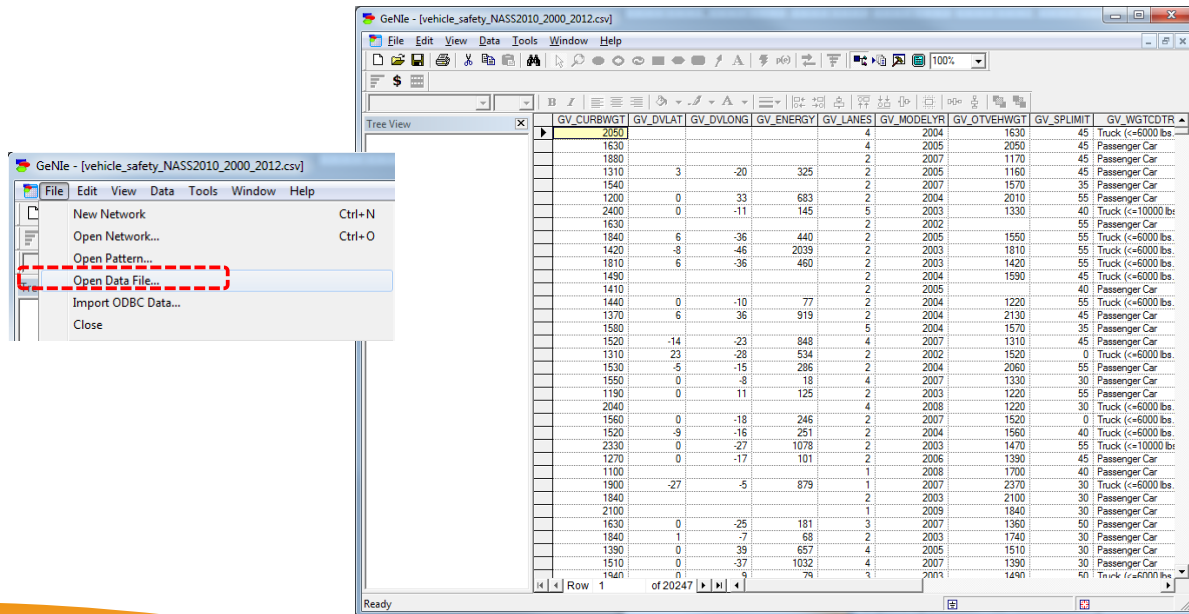 GeNIe - [vehicle_safety_NASS2010_2000_2012.csv]
File Edit View Data Tools Window Help
100%
$
B I A
Tree View
GV_CURBWGT GV_DVLAT GV_DVLONG GV_ENERGY GV_LANES GV_MODELYR GV_OTVEHWGT GV_SPLIMIT GV_WGTCDTR
2050 4 2004 1630 45 Truck (<=6000 lbs.
1630 4 2005 2050 45 Passenger Car
1880 2 2007 1170 45 Passenger Car
1310 3 -20 325 2 2005 1160 45 Passenger Car
1540 2 2007 1570 35 Passenger Car
1200 0 33 683 2 2004 2010 55 Passenger Car
2400 0 -11 145 5 2003 1330 40 Truck (<=10000 lbs
1630 2 2002 55 Passenger Car
1840 6 -36 440 2 2005 1550 55 Truck (<=6000 lbs.
1420 -8 -46 2039 2 2003 1810 55 Truck (<=6000 lbs.
1810 6 -36 460 2 2003 1420 55 Truck (<=6000 lbs.
1490 2 2004 1590 45 Truck (<=6000 lbs.
1410 2 2005 40 Passenger Car
1440 0 -10 77 2 2004 1220 55 Truck (<=6000 lbs.
1370 6 36 919 2 2004 2130 45 Passenger Car
1580 5 2004 1570 35 Passenger Car
1520 -14 -23 848 4 2007 1310 45 Passenger Car
1310 23 -28 534 2 2002 1520 0 Truck (<=6000 lbs.
1530 -5 -15 286 2 2004 2060 55 Passenger Car
1550 0 -8 18 4 2007 1330 30 Passenger Car
1190 0 11 125 2 2003 1220 55 Passenger Car
2040 4 2008 1220 30 Truck (<=6000 lbs.
1560 0 -18 246 2 2007 1520 0 Truck (<=6000 lbs.
1520 -9 -16 251 2 2004 1560 40 Truck (<=6000 lbs.
2330 0 -27 1078 2 2003 1470 55 Truck (<=10000 lbs
1270 0 -17 101 2 2006 1390 45 Passenger Car
1100 1 2008 1700 40 Passenger Car
1900 -27 -5 879 1 2007 2370 30 Truck (<=6000 lbs.
1840 2 2003 2100 30 Passenger Car
2100 1 2009 1840 30 Passenger Car
1630 0 -25 181 3 2007 1360 50 Passenger Car
1840 1 -7 68 2 2003 1740 30 Passenger Car
1390 0 39 657 4 2005 1510 30 Passenger Car
1510 0 -37 1032 4 2007 1390 30 Passenger Car
1940 0 9 79 3 2003 1490 50 Truck (<=6000 lbs.
Row 1 of 20247
Ready
GeNIe - [vehicle_safety_NASS2010_2000_2012.csv]
File Edit View Data Tools Window Help
New Network Ctrl+N
Open Network... Ctrl+O
Open Pattern...
Open Data File...
Import ODBC Data...
Close